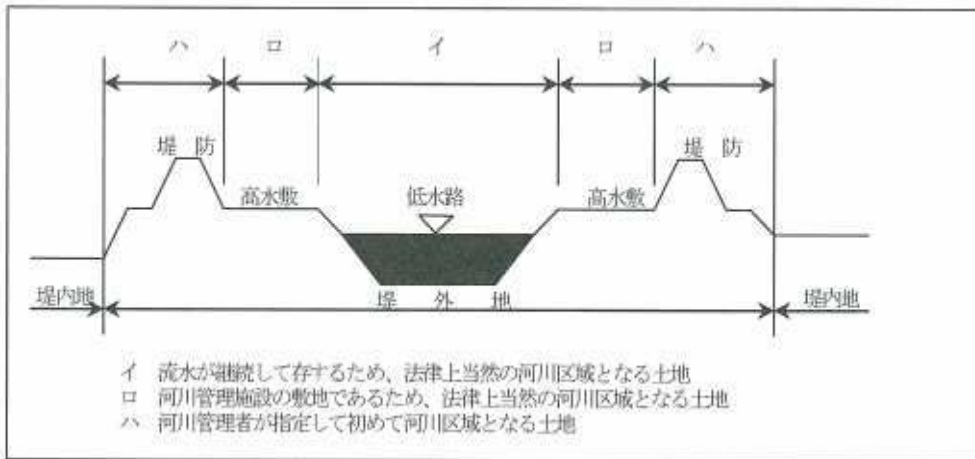 ハ ロ イ ロ ハ
堤 防 堤 防
高水敷 低水路 高水敷
堤内地 堤 外 地 堤内地
イ 流水が継続して存するため、法律上当然の河川区域となる土地
ロ 河川管理施設の敷地であるため、法律上当然の河川区域となる土地
ハ 河川管理者が指定して初めて河川区域となる土地